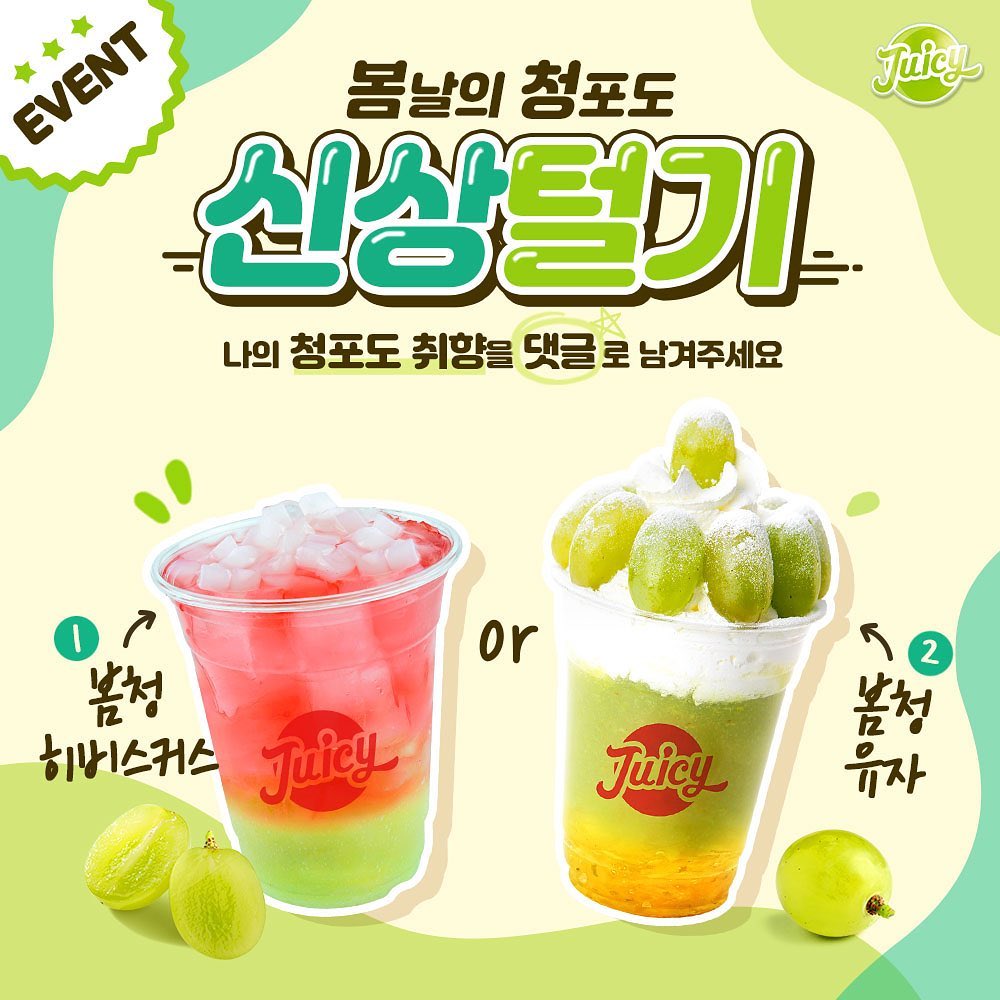 EVENT
Juicy
봄날의 청포도
신상털기
나의 청포도 취향을 댓글로 남겨주세요
1
봄청
히비스커스
Juicy
or
2
봄청
유자
Juicy